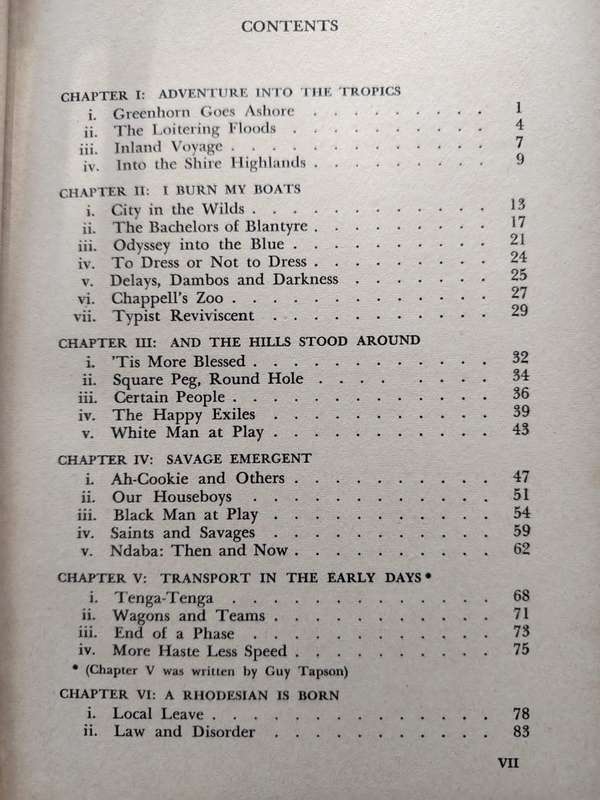 CONTENTS
CHAPTER I: ADVENTURE INTO THE TROPICS
i. Greenhorn Goes Ashore . . . . . . . . . 1
ii. The Loitering Floods . . . . . . . . . . 4
iii. Inland Voyage . . . . . . . . . . . . 7
iv. Into the Shire Highlands . . . . . . . . . 9
CHAPTER II: I BURN MY BOATS
i. City in the Wilds . . . . . . . . . . . 13
ii. The Bachelors of Blantyre . . . . . . . . . 17
iii. Odyssey into the Blue . . . . . . . . . . 21
iv. To Dress or Not to Dress . . . . . . . . . 24
v. Delays, Dambos and Darkness . . . . . . . 25
vi. Chappell's Zoo . . . . . . . . . . . . 27
vii. Typist Reviviscent . . . . . . . . . . . 29
CHAPTER III: AND THE HILLS STOOD AROUND
i. 'Tis More Blessed . . . . . . . . . . . 32
ii. Square Peg, Round Hole . . . . . . . . . 34
iii. Certain People . . . . . . . . . . . . 36
iv. The Happy Exiles . . . . . . . . . . . 39
v. White Man at Play . . . . . . . . . . . 43
CHAPTER IV: SAVAGE EMERGENT
i. Ah-Cookie and Others . . . . . . . . . . 47
ii. Our Houseboys . . . . . . . . . . . 51
iii. Black Man at Play . . . . . . . . . . . 54
iv. Saints and Savages . . . . . . . . . . . 59
v. Ndaba: Then and Now . . . . . . . . . . 62
CHAPTER V: TRANSPORT IN THE EARLY DAYS*
i. Tenga-Tenga . . . . . . . . . . . . 68
ii. Wagons and Teams . . . . . . . . . . . 71
iii. End of a Phase . . . . . . . . . . . 73
iv. More Haste Less Speed . . . . . . . . . . 75
* (Chapter V was written by Guy Tapson)
CHAPTER VI: A RHODESIAN IS BORN
i. Local Leave . . . . . . . . . . . . . 78
ii. Law and Disorder . . . . . . . . . . . 83
VII